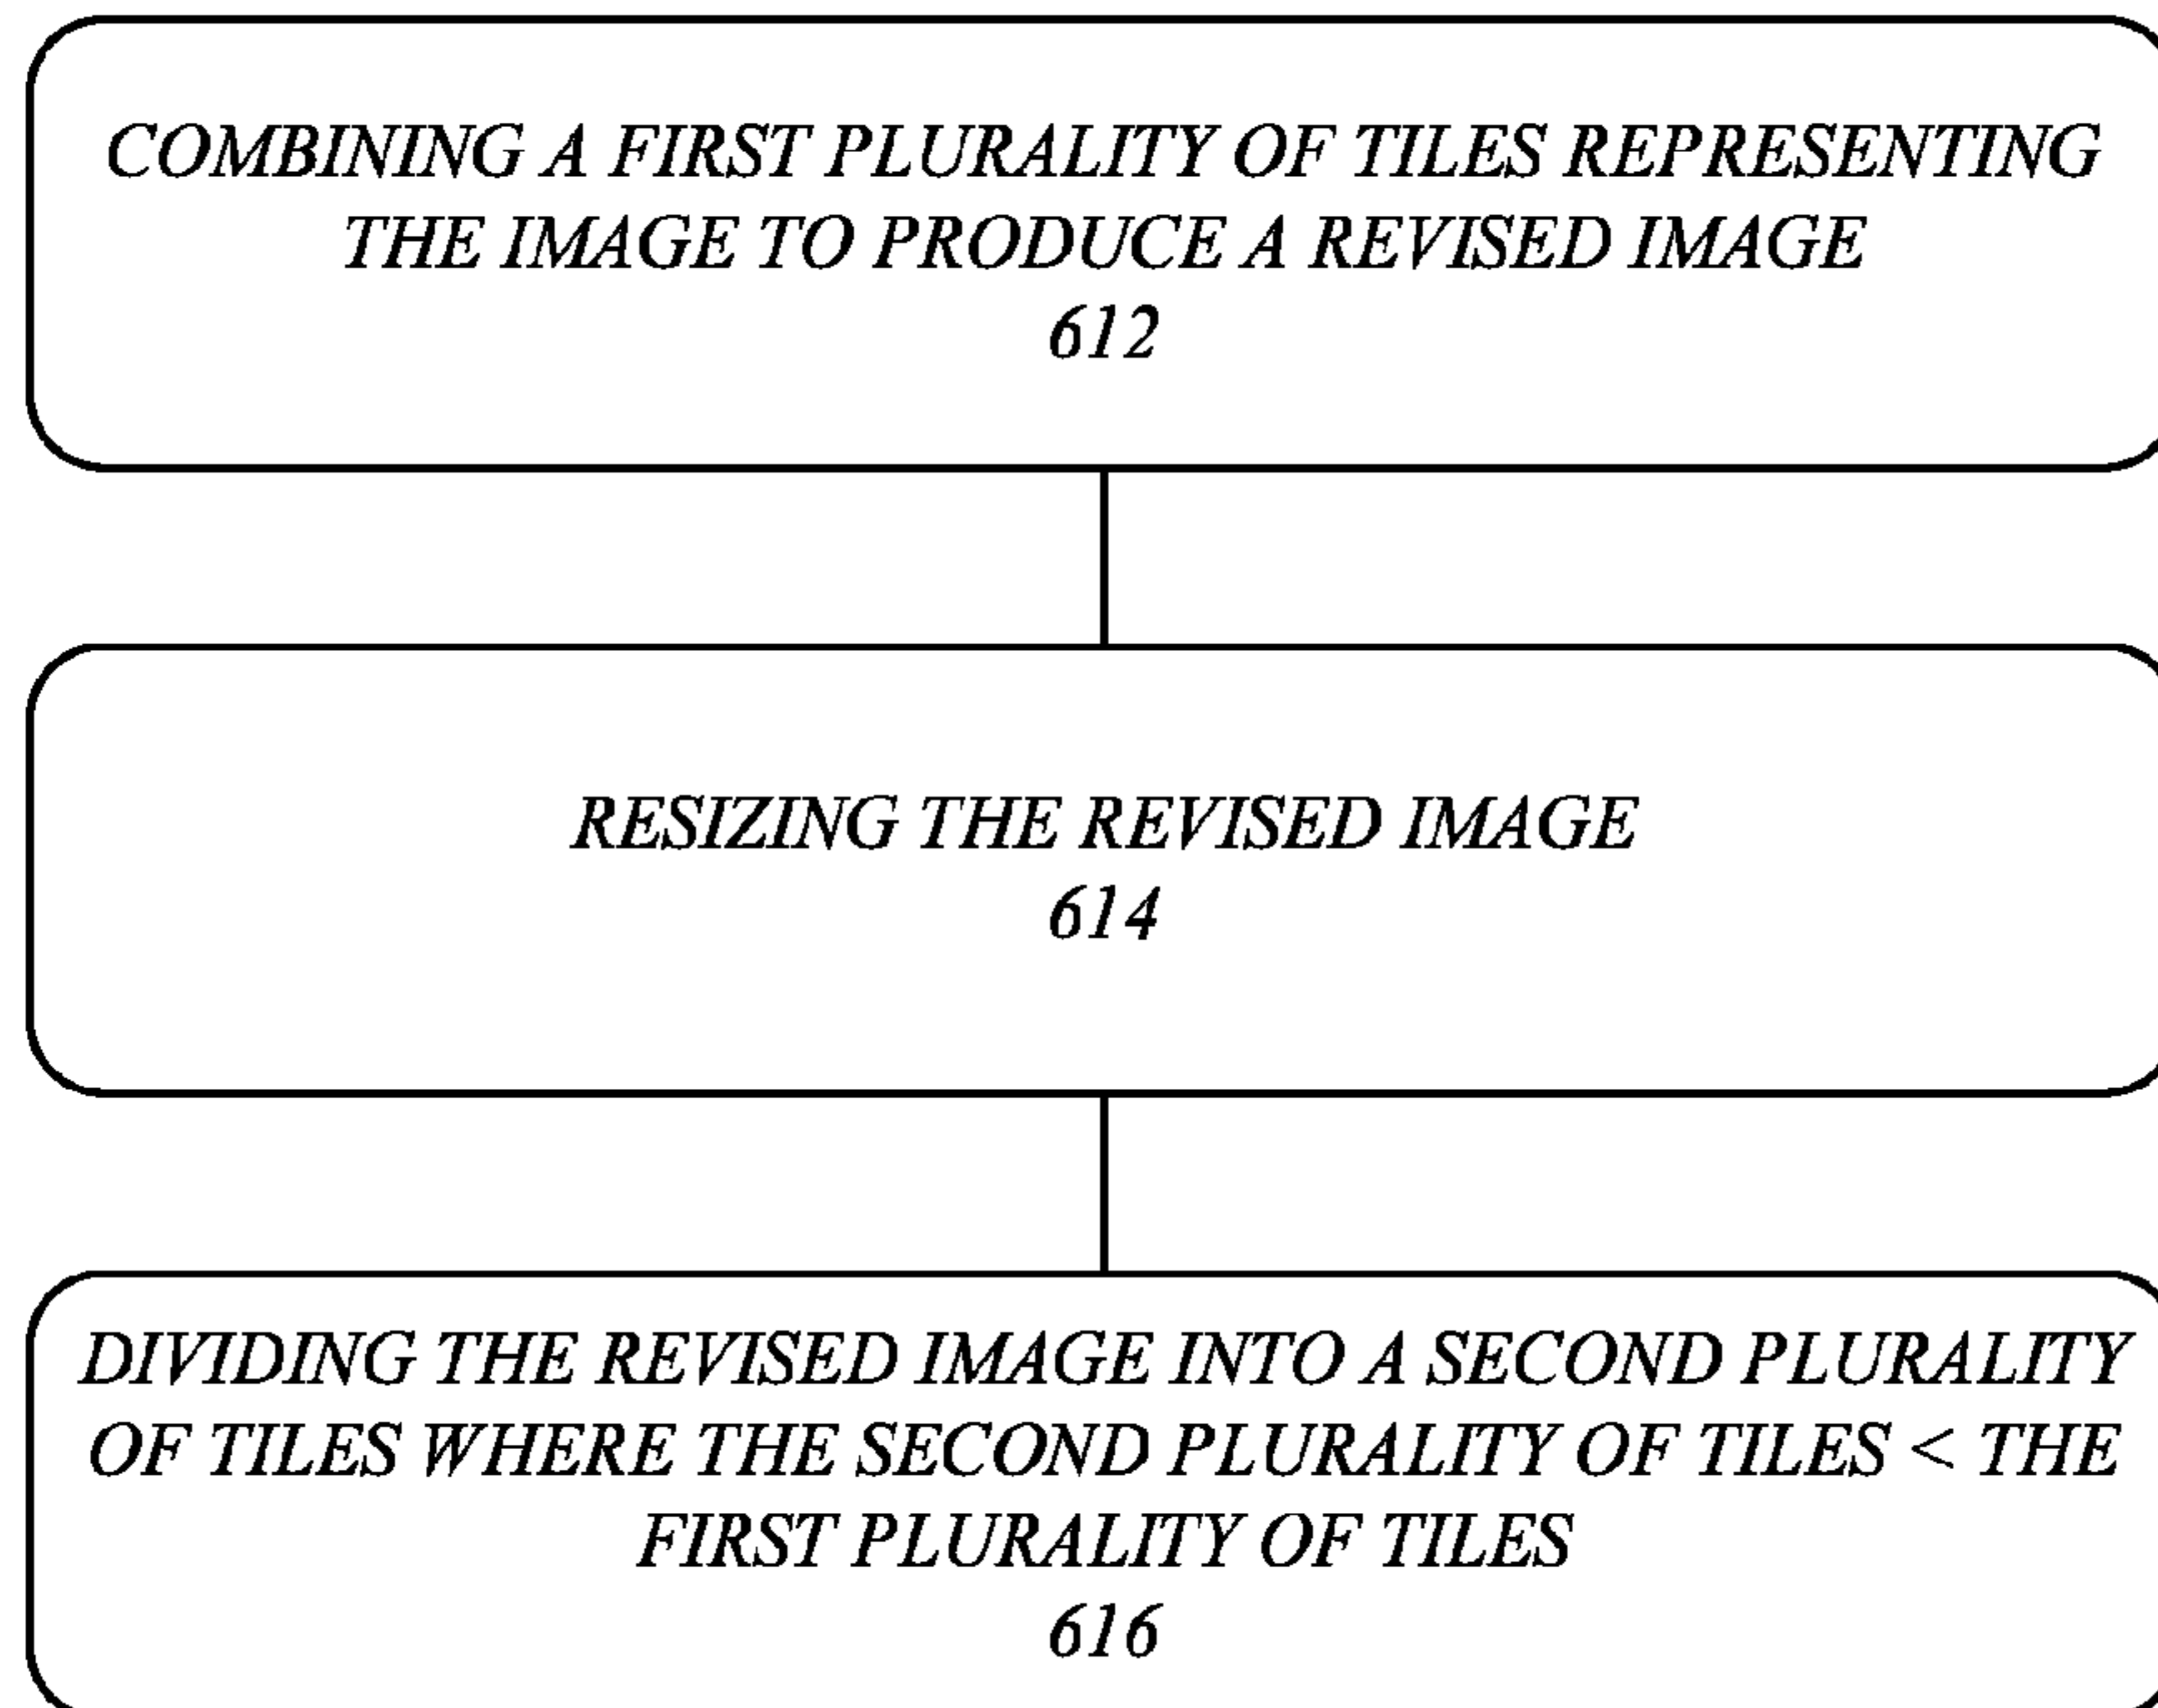 COMBINING A FIRST PLURALITY OF TILES REPRESENTING
THE IMAGE TO PRODUCE A REVISED IMAGE
612
RESIZING THE REVISED IMAGE
614
DIVIDING THE REVISED IMAGE INTO A SECOND PLURALITY
OF TILES WHERE THE SECOND PLURALITY OF TILES < THE
FIRST PLURALITY OF TILES
616